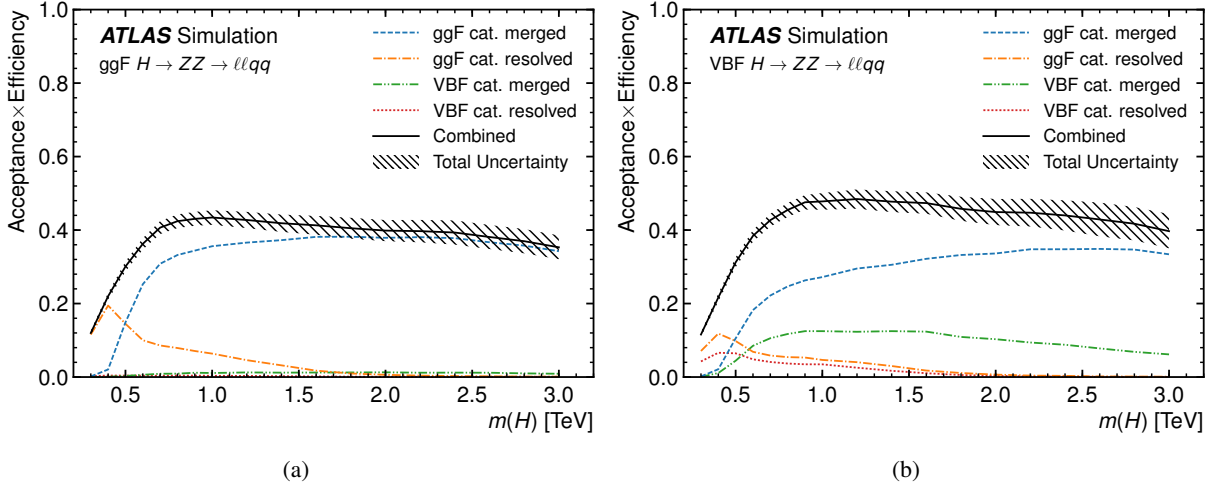 ATLAS Simulation
ggF H → ZZ → ℓℓqq
ggF cat. merged
ggF cat. resolved
VBF cat. merged
VBF cat. resolved
Combined
Total Uncertainty
Acceptance×Efficiency
1.0
0.8
0.6
0.4
0.2
0.0
0.5 1.0 1.5 2.0 2.5 3.0
m(H) [TeV]
(a)
ATLAS Simulation
VBF H → ZZ → ℓℓqq
ggF cat. merged
ggF cat. resolved
VBF cat. merged
VBF cat. resolved
Combined
Total Uncertainty
Acceptance×Efficiency
1.0
0.8
0.6
0.4
0.2
0.0
0.5 1.0 1.5 2.0 2.5 3.0
m(H) [TeV]
(b)